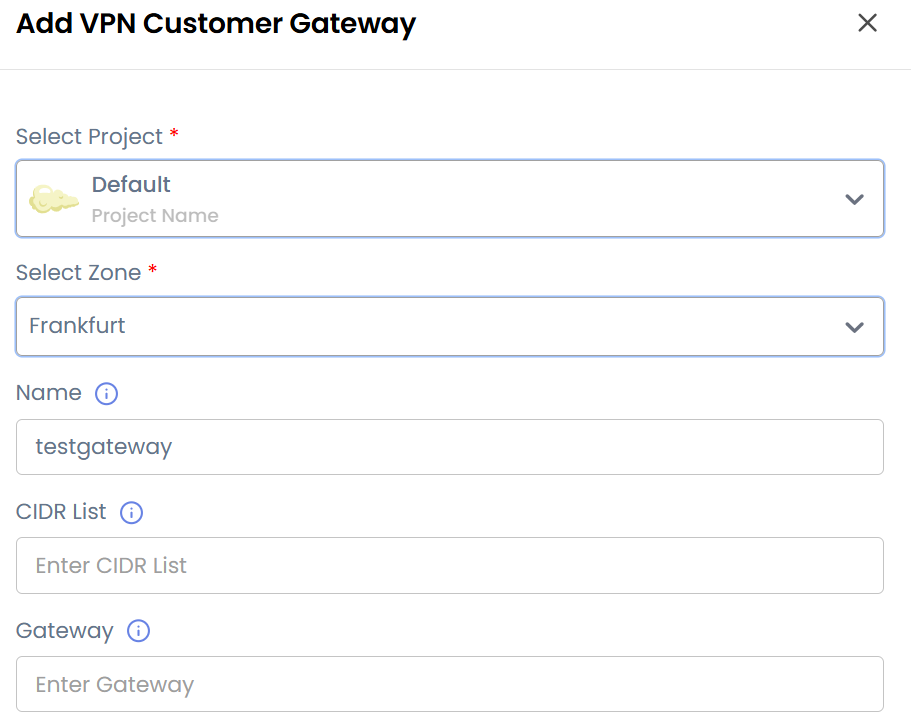 Add VPN Customer Gateway
Select Project *
Default
Project Name
Select Zone *
Frankfurt
Name
testgateway
CIDR List
Enter CIDR List
Gateway
Enter Gateway